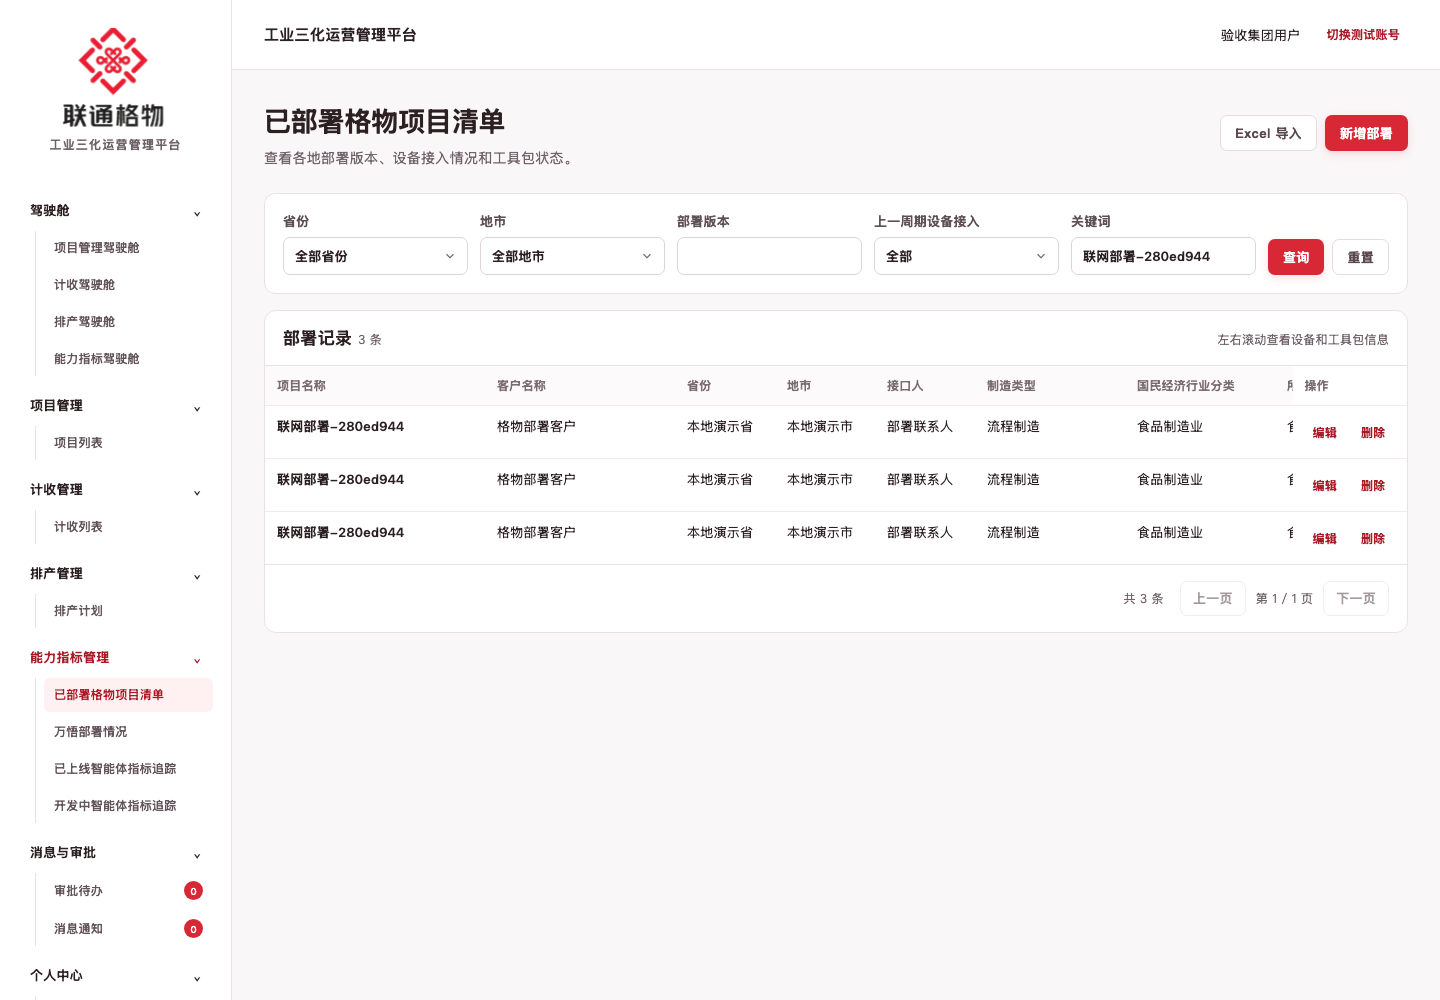 联通格物
工业三化运营管理平台
驾驶舱
项目管理驾驶舱
计收驾驶舱
排产驾驶舱
能力指标驾驶舱
项目管理
项目列表
计收管理
计收列表
排产管理
排产计划
能力指标管理
已部署格物项目清单
万悟部署情况
已上线智能体指标追踪
开发中智能体指标追踪
消息与审批
审批待办 0
消息通知 0
个人中心
工业三化运营管理平台 验收集团用户 切换测试账号
已部署格物项目清单
查看各地部署版本、设备接入情况和工具包状态。
Excel 导入 新增部署
省份 地市 部署版本 上一周期设备接入 关键词
全部省份 全部地市 全部 联网部署-280ed944 查询 重置
部署记录 3 条 左右滚动查看设备和工具包信息
项目名称 客户名称 省份 地市 接口人 制造类型 国民经济行业分类 操作
联网部署-280ed944 格物部署客户 本地演示省 本地演示市 部署联系人 流程制造 食品制造业 编辑 删除
联网部署-280ed944 格物部署客户 本地演示省 本地演示市 部署联系人 流程制造 食品制造业 编辑 删除
联网部署-280ed944 格物部署客户 本地演示省 本地演示市 部署联系人 流程制造 食品制造业 编辑 删除
共 3 条 上一页 第 1 / 1 页 下一页